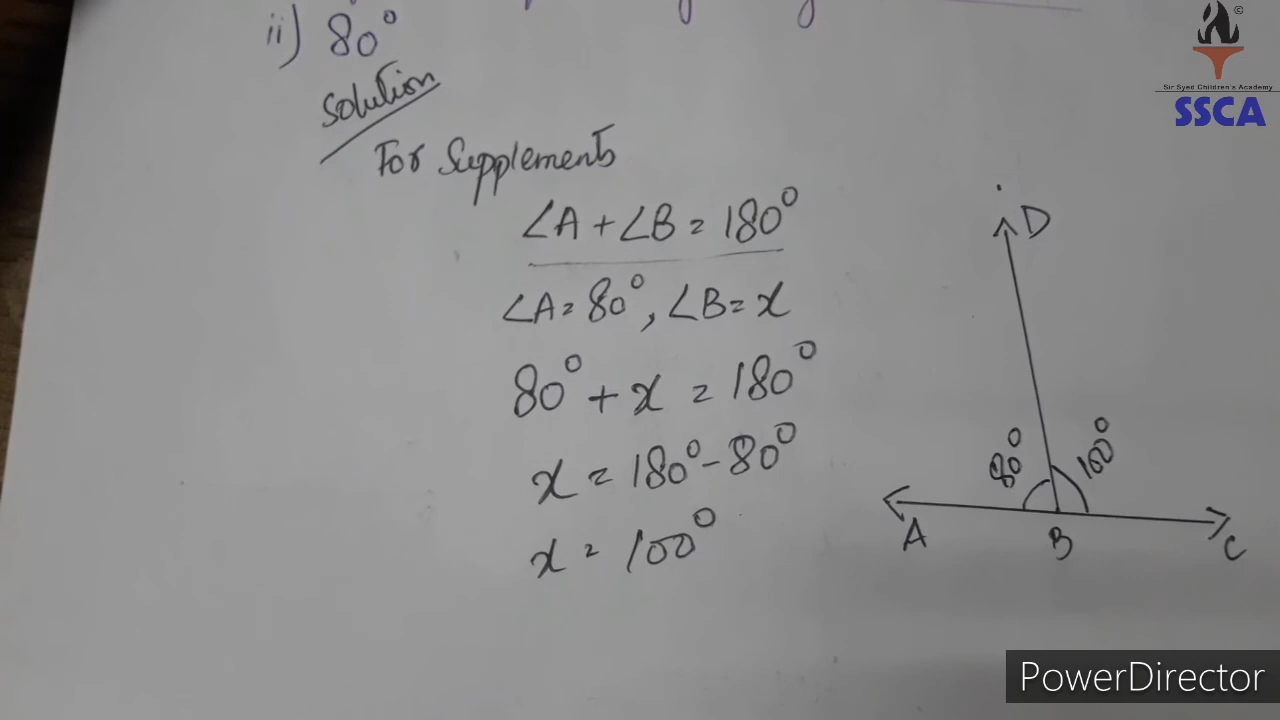 ii) 80°
Solution
For Supplements
∠A + ∠B = 180°
∠A = 80°, ∠B = x
80° + x = 180°
x = 180° - 80°
x = 100°
D
80° 100°
A B C
©
Sir Syed Children's Academy
SSCA
PowerDirector